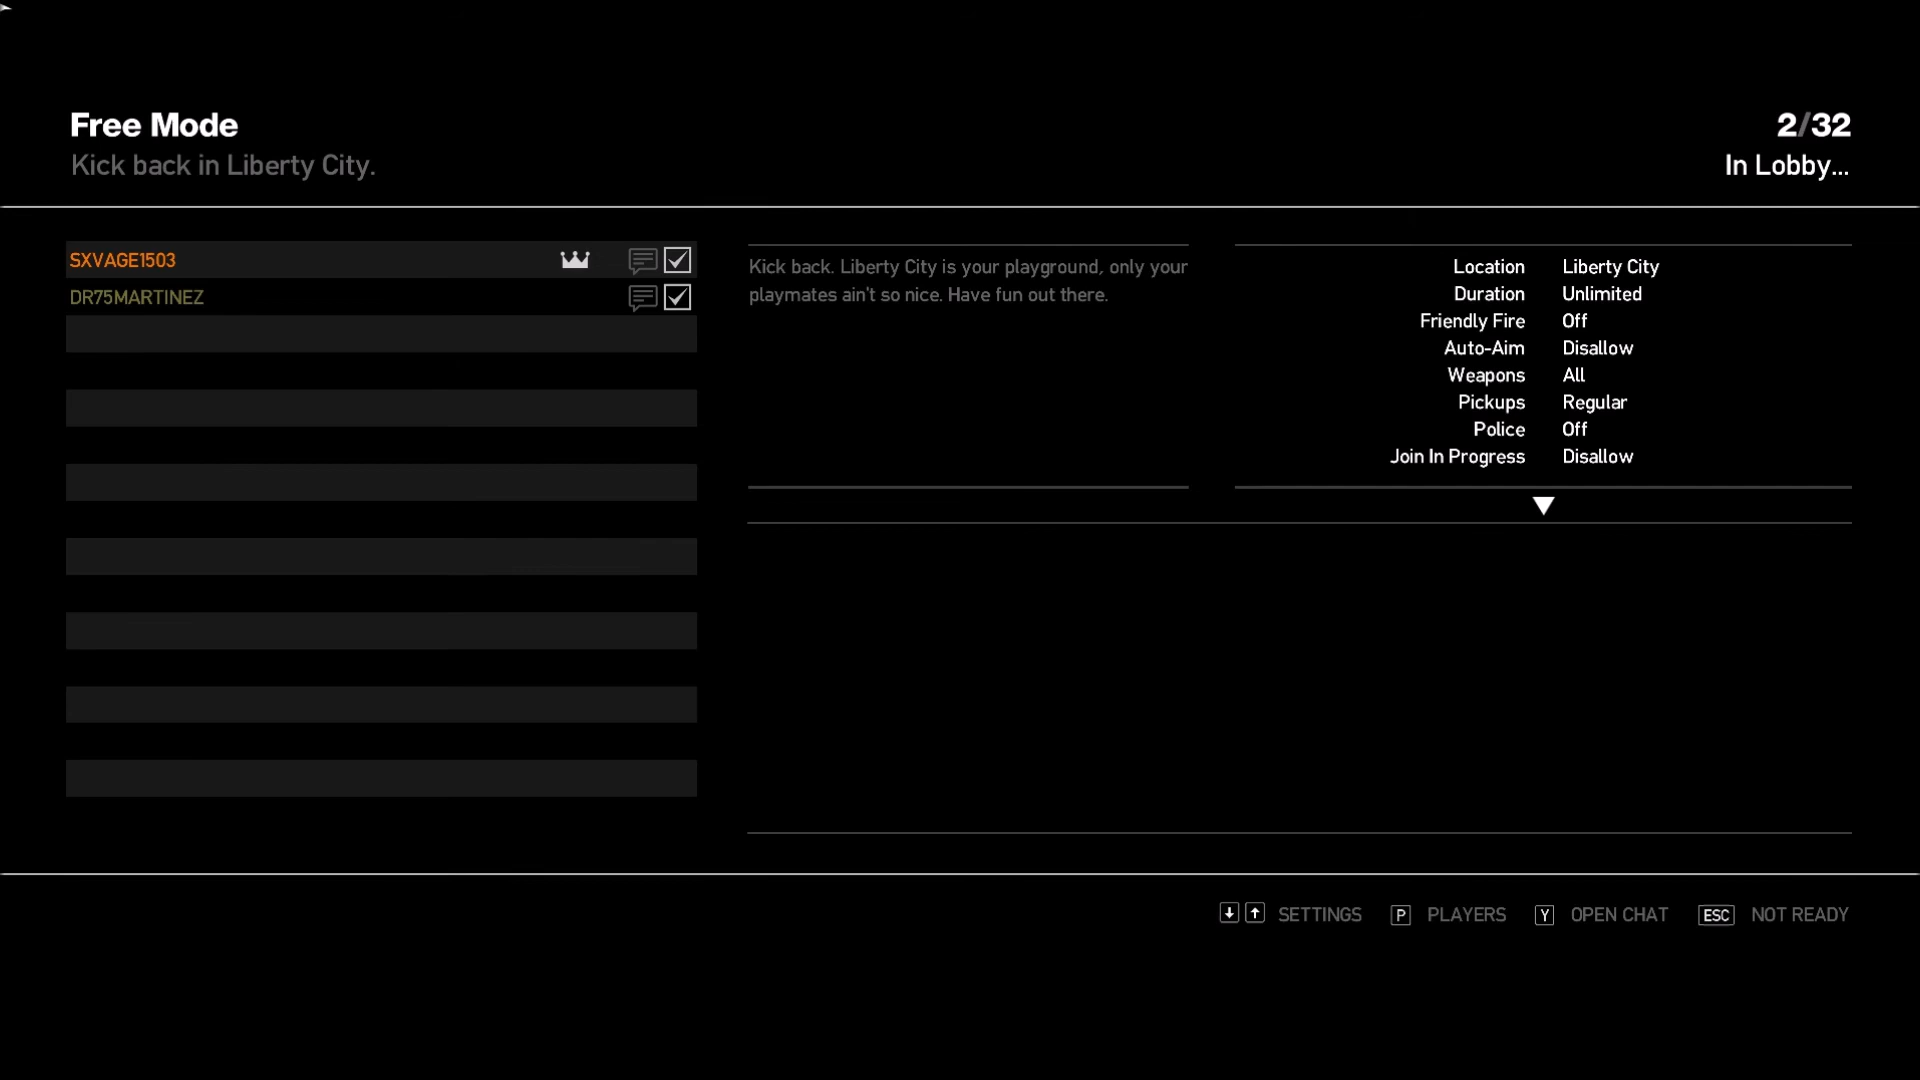 Free Mode
2/32
Kick back in Liberty City.
In Lobby...
SXVAGE1503
DR75MARTINEZ
Kick back. Liberty City is your playground, only your
playmates ain't so nice. Have fun out there.
Location Liberty City
Duration Unlimited
Friendly Fire Off
Auto-Aim Disallow
Weapons All
Pickups Regular
Police Off
Join In Progress Disallow
SETTINGS P PLAYERS Y OPEN CHAT ESC NOT READY